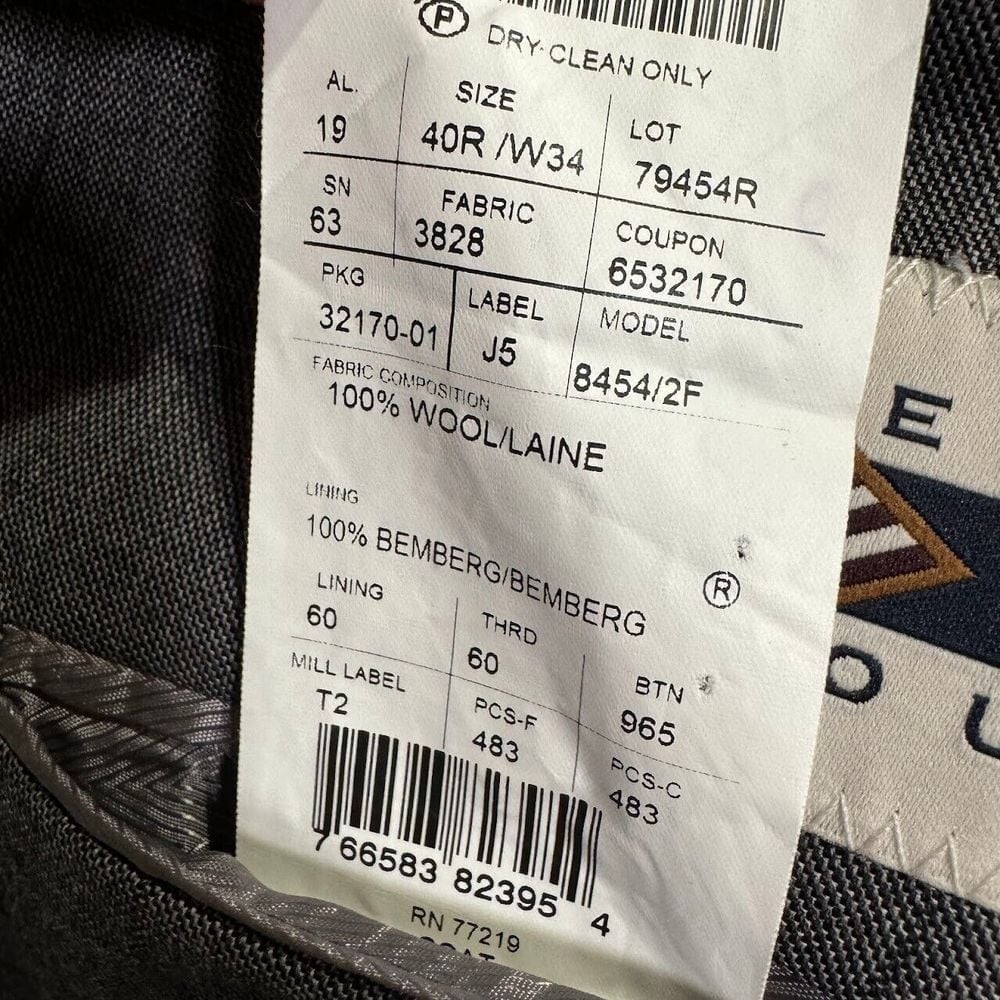 P
DRY-CLEAN ONLY
AL. SIZE LOT
19 40R /W34 79454R
SN FABRIC COUPON
63 3828 6532170
PKG LABEL MODEL
32170-01 J5 8454/2F
FABRIC COMPOSITION
100% WOOL/LAINE
LINING
100% BEMBERG/BEMBERG ®
LINING THRD BTN
60 60 965
MILL LABEL PCS-F PCS-C
T2 483 483
7 66583 82395 4
RN 77219
E
OU